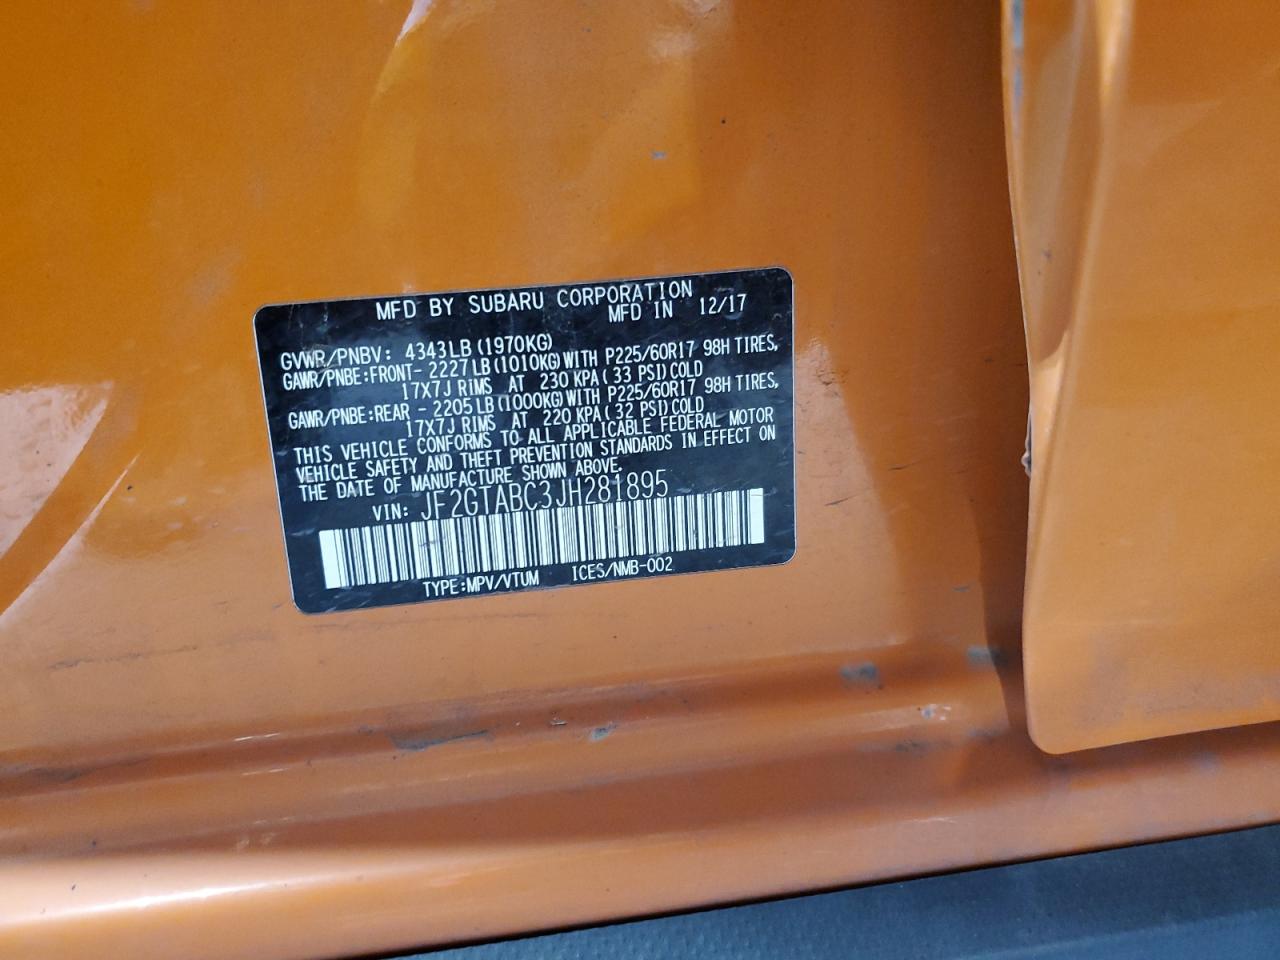 MFD BY SUBARU CORPORATION
MFD IN 12/17
GVWR/PNBV: 4343LB(1970KG)
GAWR/PNBE:FRONT- 2227LB(1010KG)WITH P225/60R17 98H TIRES,
17X7J RIMS AT 230 KPA( 33 PSI)COLD
GAWR/PNBE:REAR - 2205LB(1000KG)WITH P225/60R17 98H TIRES,
17X7J RIMS AT 220 KPA( 32 PSI)COLD
THIS VEHICLE CONFORMS TO ALL APPLICABLE FEDERAL MOTOR
VEHICLE SAFETY AND THEFT PREVENTION STANDARDS IN EFFECT ON
THE DATE OF MANUFACTURE SHOWN ABOVE.
VIN: JF2GTABC3JH281895
TYPE:MPV/VTUM ICES/NMB-002